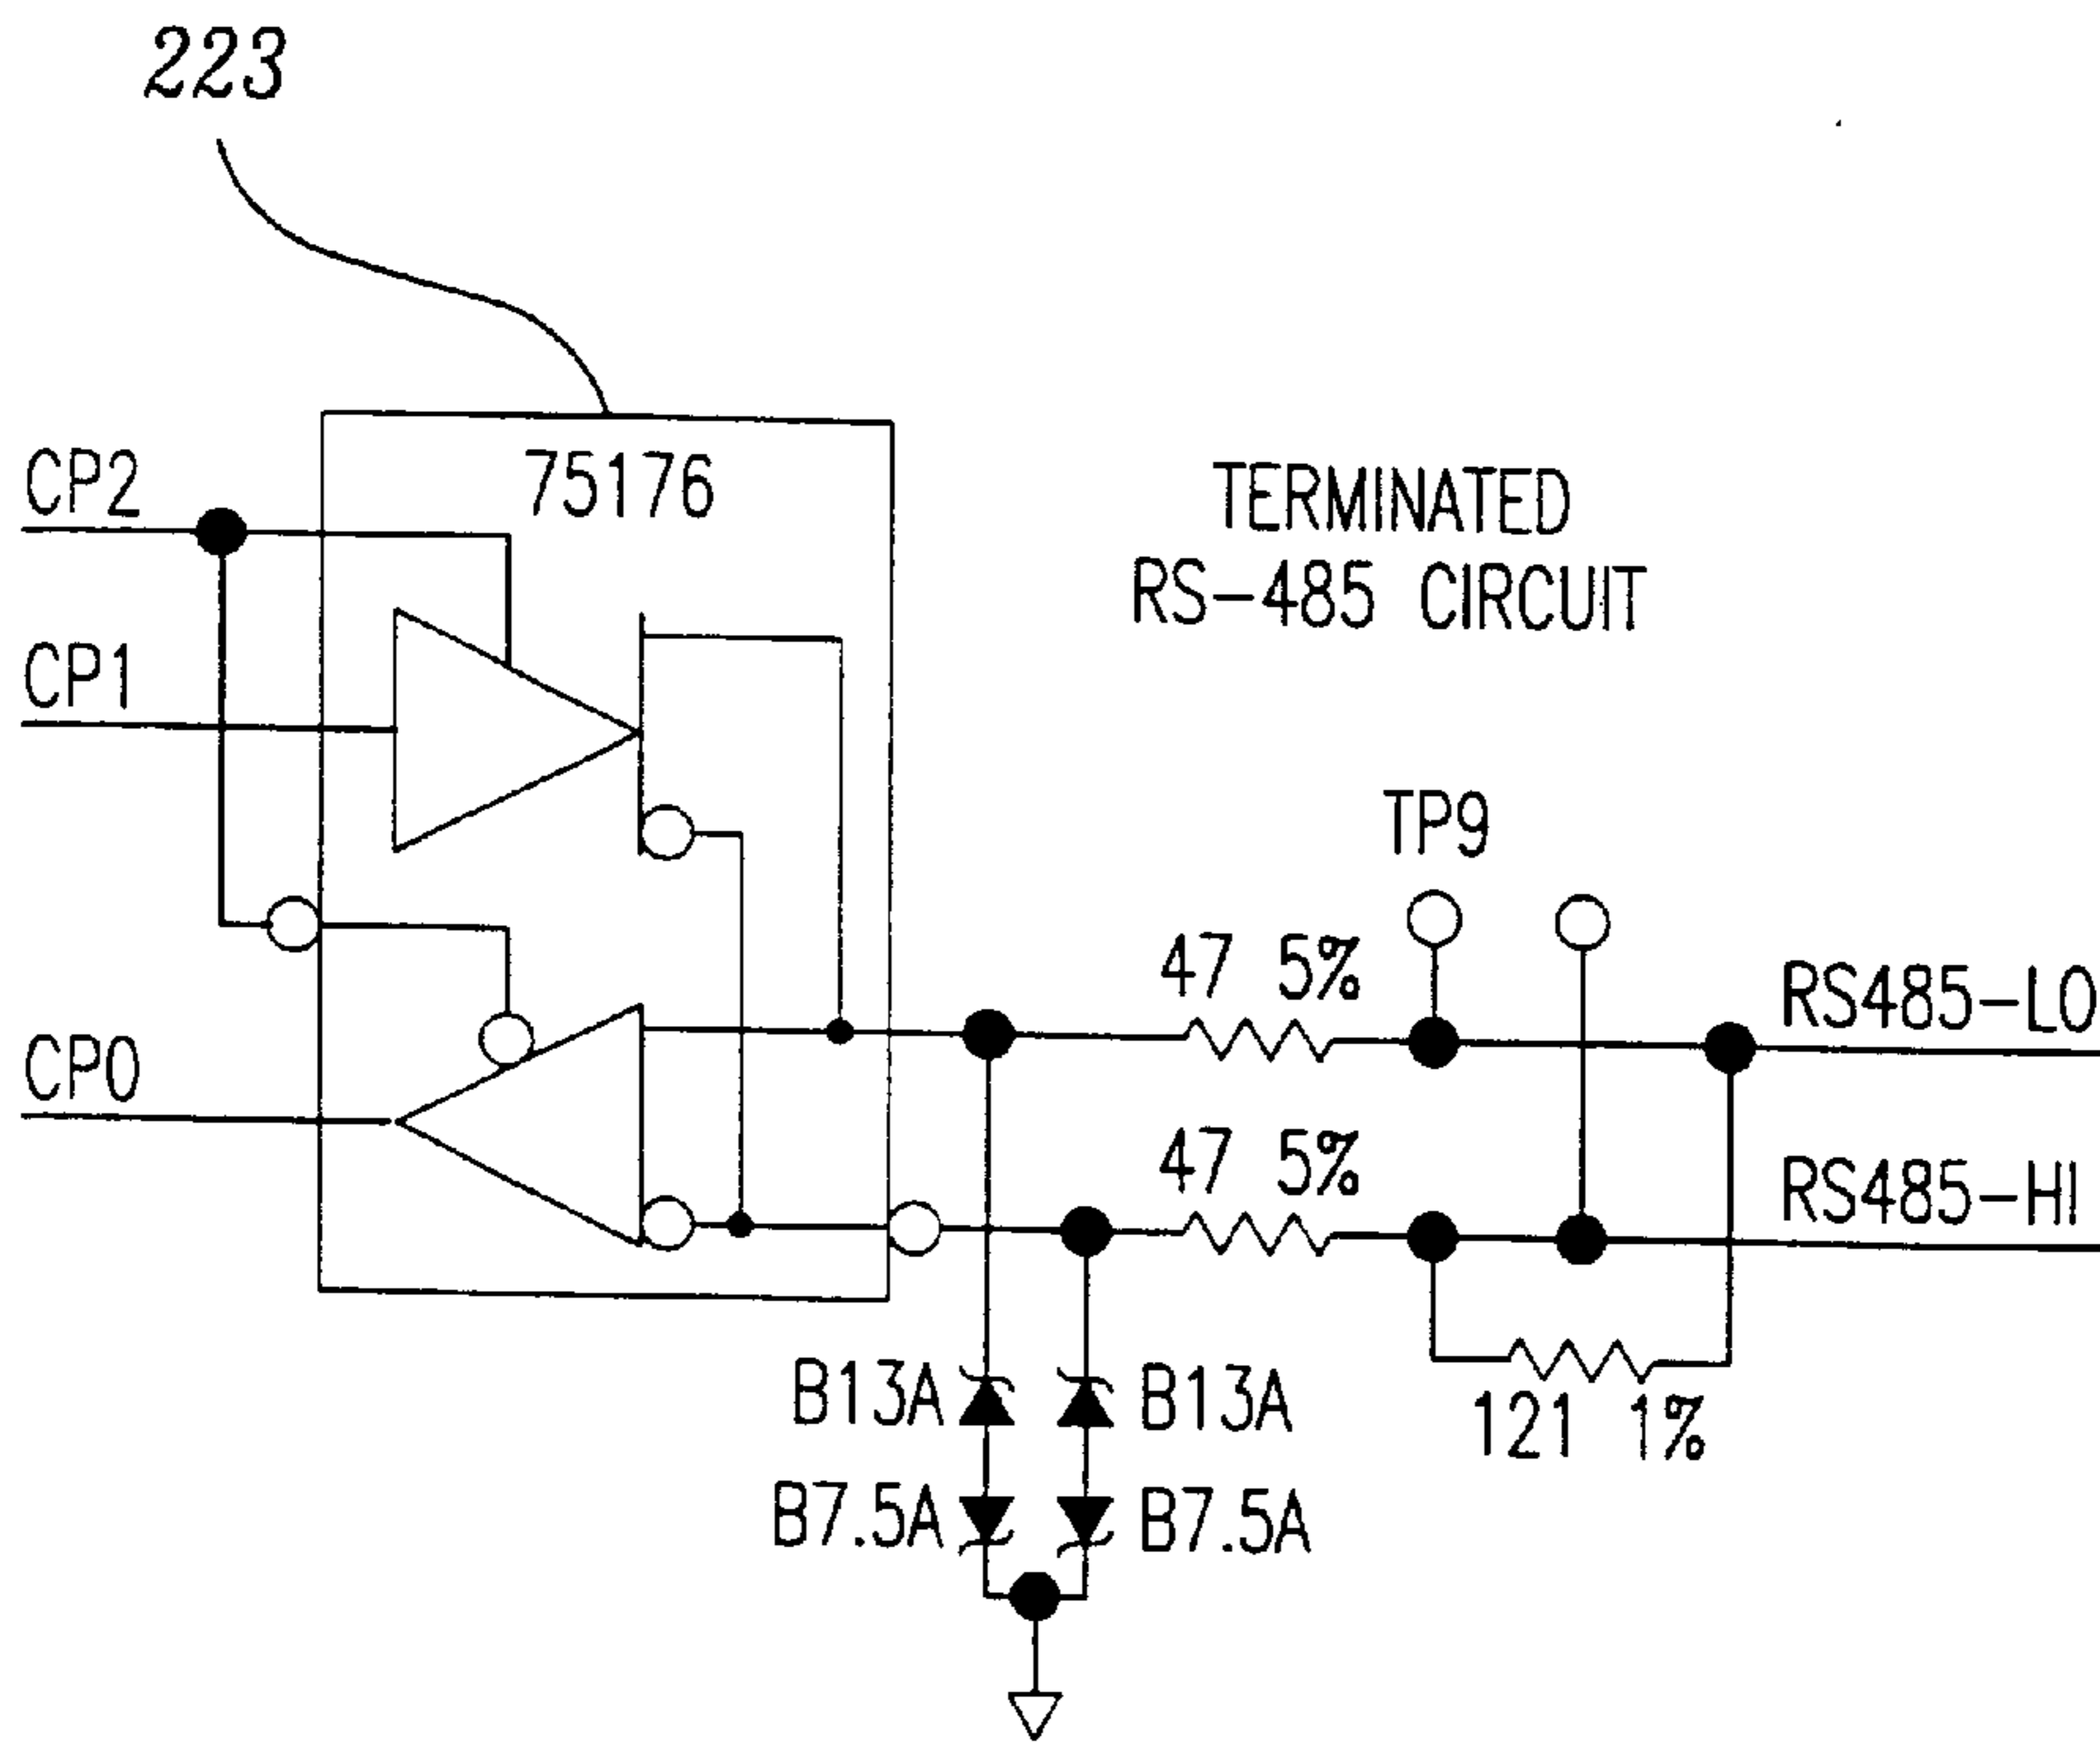 223
CP2
75176
TERMINATED
RS-485 CIRCUIT
CP1
TP9
47 5%
RS485-LO
CP0
47 5%
RS485-HI
B13A
B13A
121 1%
B7.5A
B7.5A